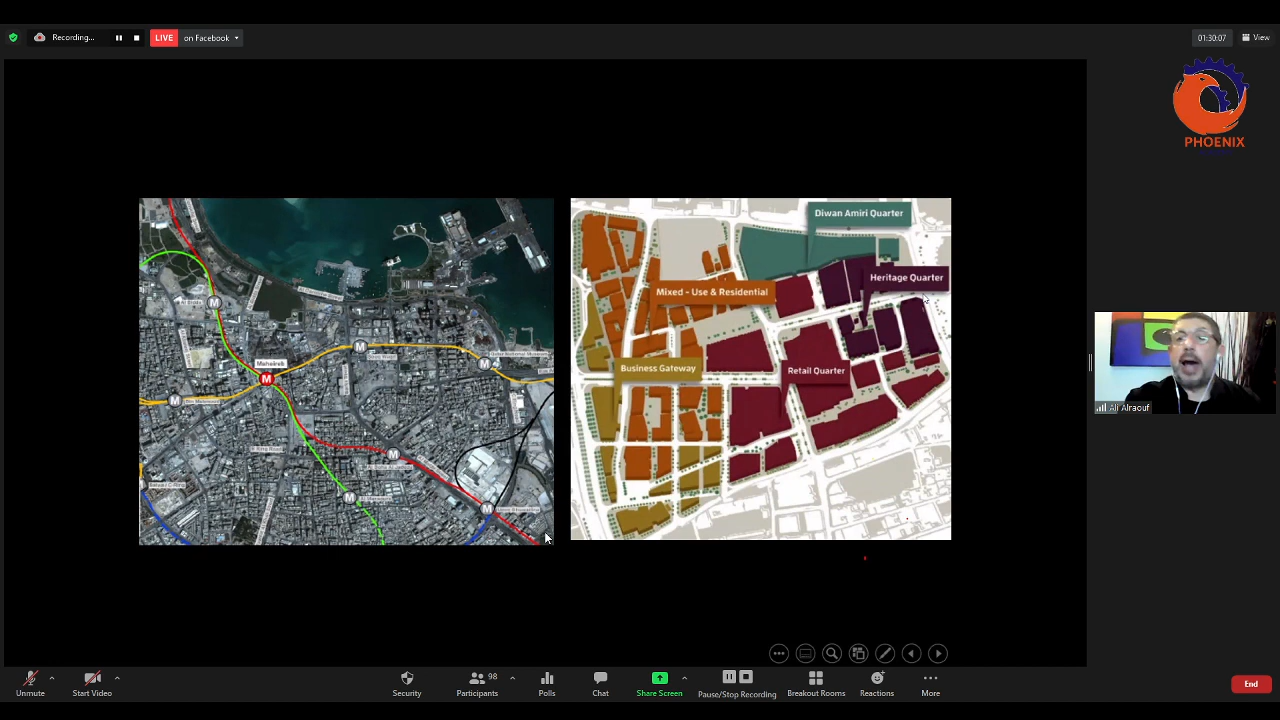 Recording...
LIVE
on Facebook
01:30:07
View
PHOENIX
Diwan Amiri Quarter
Heritage Quarter
Mixed - Use & Residential
Business Gateway
Retail Quarter
M
M
M
M
M
M
M
M
Msheireb
Ali Alraouf
Unmute
Start Video
Security
98
Participants
Polls
Chat
Share Screen
Pause/Stop Recording
Breakout Rooms
Reactions
More
End